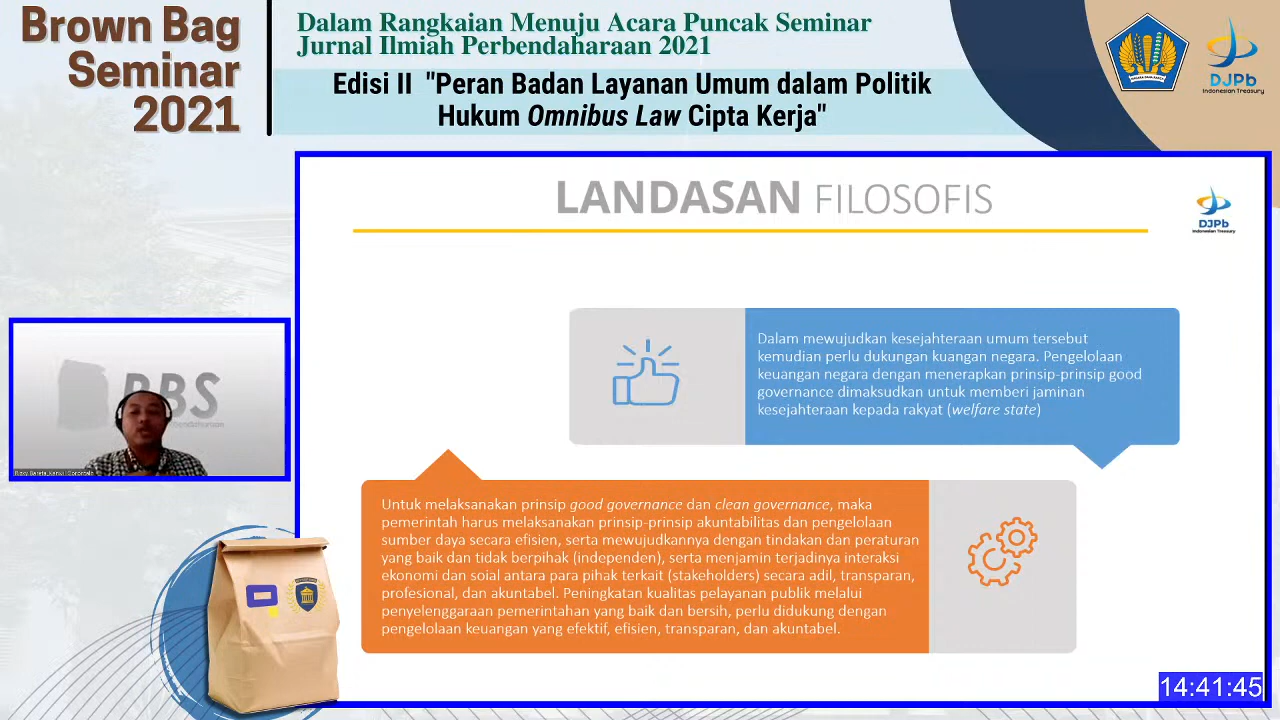 Brown Bag
Seminar
2021
Dalam Rangkaian Menuju Acara Puncak Seminar
Jurnal Ilmiah Perbendaharaan 2021
Edisi II "Peran Badan Layanan Umum dalam Politik
Hukum Omnibus Law Cipta Kerja"
DJPb
Indonesian Treasury
LANDASAN FILOSOFIS
DJPb
Indonesian Treasury
Dalam mewujudkan kesejahteraan umum tersebut
kemudian perlu dukungan kuangan negara. Pengelolaan
keuangan negara dengan menerapkan prinsip-prinsip good
governance dimaksudkan untuk memberi jaminan
kesejahteraan kepada rakyat (welfare state)
Untuk melaksanakan prinsip good governance dan clean governance, maka
pemerintah harus melaksanakan prinsip-prinsip akuntabilitas dan pengelolaan
sumber daya secara efisien, serta mewujudkannya dengan tindakan dan peraturan
yang baik dan tidak berpihak (independen), serta menjamin terjadinya interaksi
ekonomi dan soial antara para pihak terkait (stakeholders) secara adil, transparan,
profesional, dan akuntabel. Peningkatan kualitas pelayanan publik melalui
penyelenggaraan pemerintahan yang baik dan bersih, perlu didukung dengan
pengelolaan keuangan yang efektif, efisien, transparan, dan akuntabel.
BBS
14:41:45